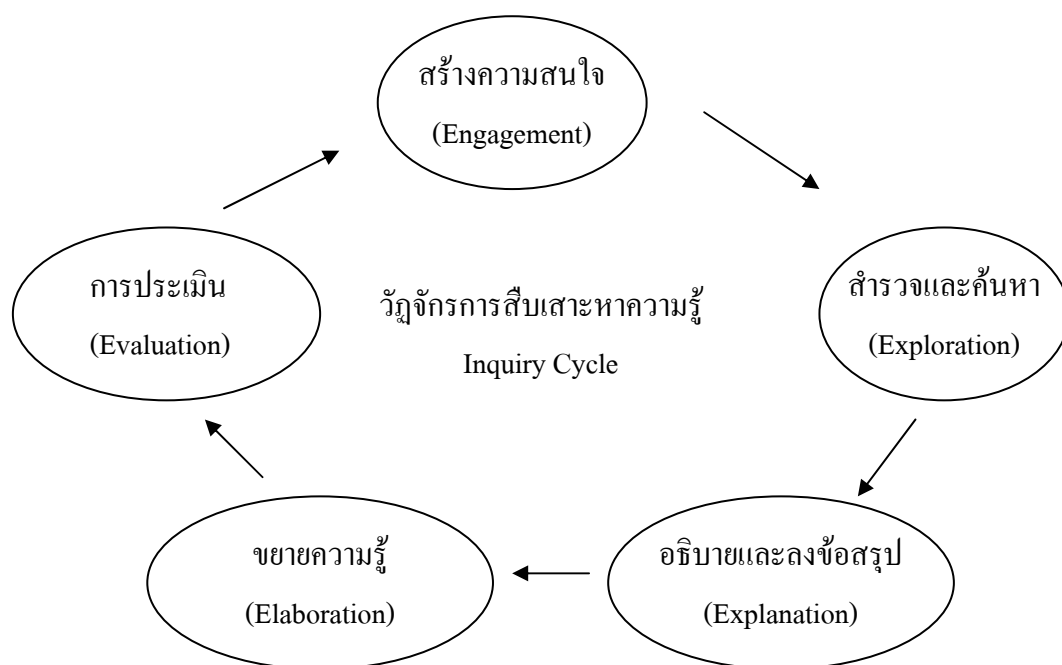 สร้างความสนใจ
(Engagement)
การประเมิน
(Evaluation)
วัฏจักรการสืบเสาะหาความรู้
Inquiry Cycle
สำรวจและค้นหา
(Exploration)
ขยายความรู้
(Elaboration)
อธิบายและลงข้อสรุป
(Explanation)